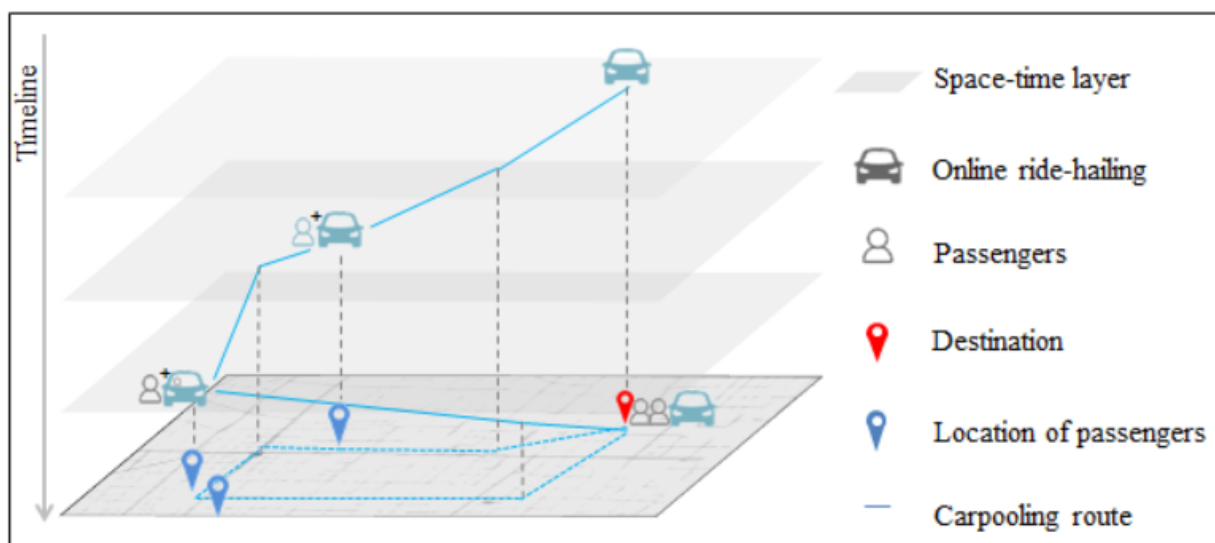 Timeline
Space-time layer
Online ride-hailing
Passengers
Destination
Location of passengers
Carpooling route
+
+